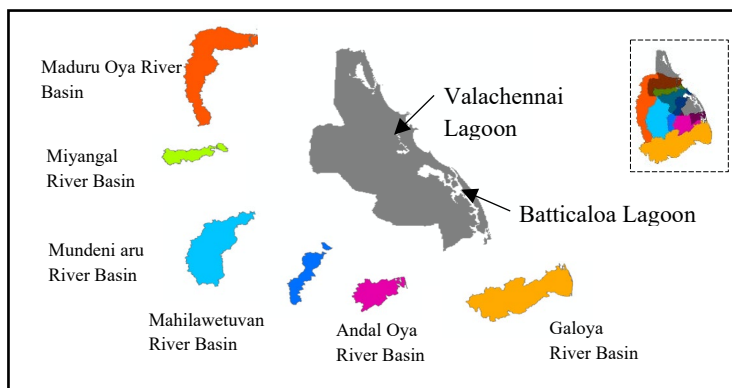 Maduru Oya River
Basin
Valachennai
Lagoon
Miyangal
River Basin
Batticaloa Lagoon
Mundeni aru
River Basin
Mahilawetuvan
River Basin
Andal Oya
River Basin
Galoya
River Basin